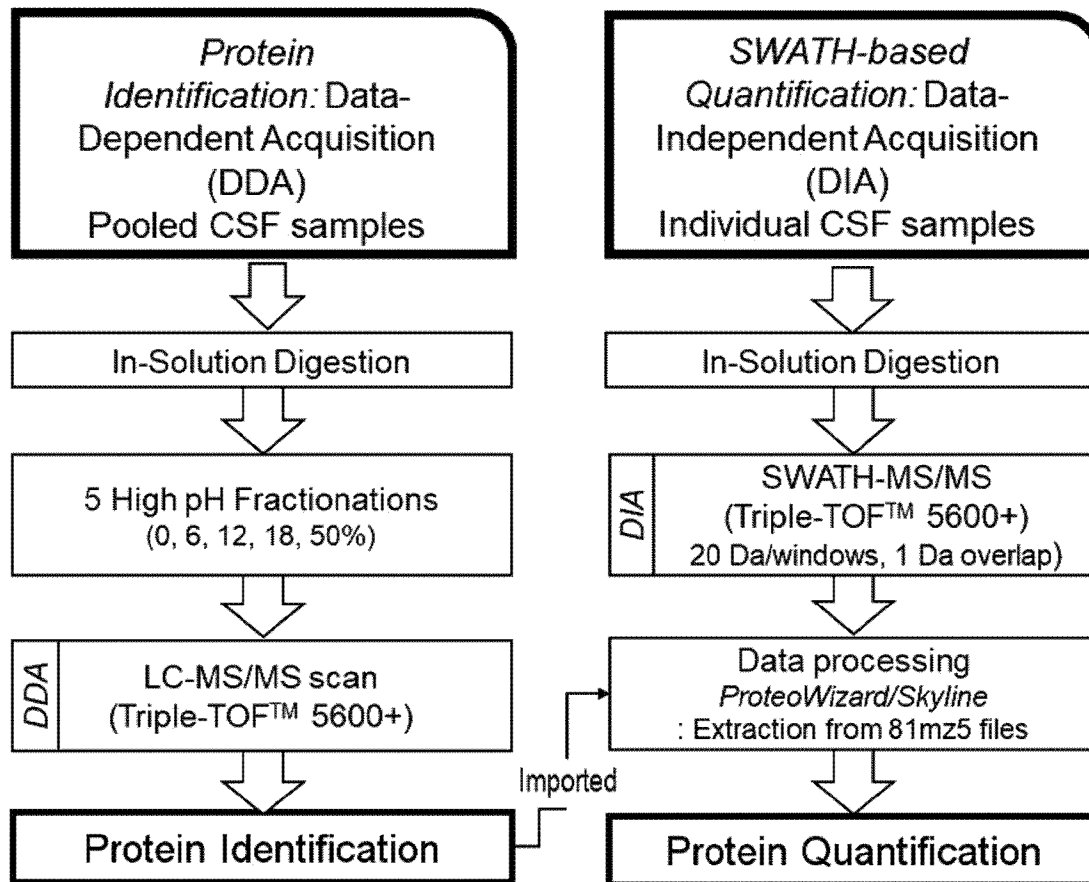 Protein
Identification: Data-
Dependent Acquisition
(DDA)
Pooled CSF samples
In-Solution Digestion
5 High pH Fractionations
(0, 6, 12, 18, 50%)
DDA
LC-MS/MS scan
(Triple-TOF™ 5600+)
Protein Identification
Imported
SWATH-based
Quantification: Data-
Independent Acquisition
(DIA)
Individual CSF samples
In-Solution Digestion
DIA
SWATH-MS/MS
(Triple-TOF™ 5600+)
20 Da/windows, 1 Da overlap)
Data processing
ProteoWizard/Skyline
: Extraction from 81mz5 files
Protein Quantification